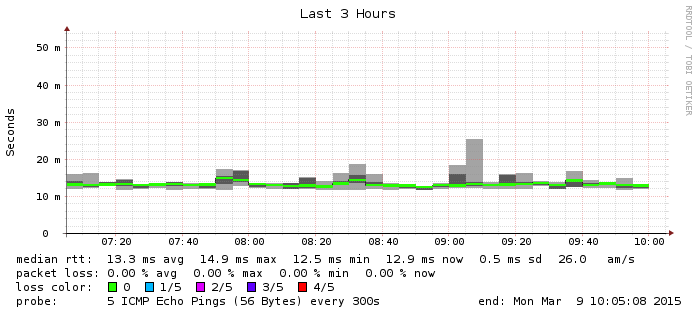 Last 3 Hours
RRDTOOL / TOBI OETIKER
Seconds
50 m
40 m
30 m
20 m
10 m
0
07:20 07:40 08:00 08:20 08:40 09:00 09:20 09:40 10:00
median rtt: 13.3 ms avg 14.9 ms max 12.5 ms min 12.9 ms now 0.5 ms sd 26.0 am/s
packet loss: 0.00 % avg 0.00 % max 0.00 % min 0.00 % now
loss color: 0 1/5 2/5 3/5 4/5
probe: 5 ICMP Echo Pings (56 Bytes) every 300s end: Mon Mar 9 10:05:08 2015